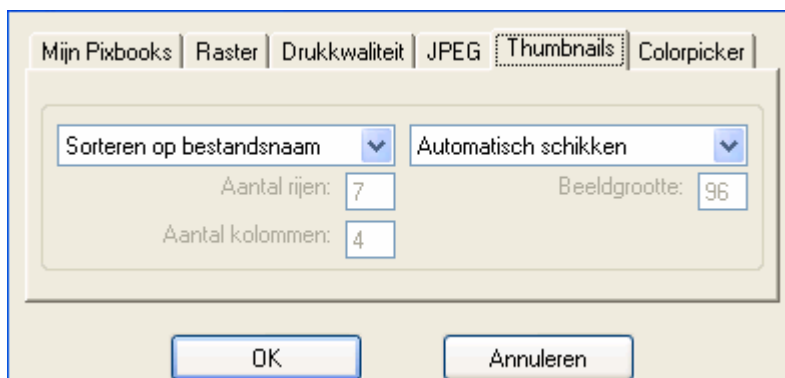 Mijn Pixbooks Raster Drukkwaliteit JPEG Thumbnails Colorpicker
Sorteren op bestandsnaam Automatisch schikken
Aantal rijen: 7 Beeldgrootte: 96
Aantal kolommen: 4
OK Annuleren